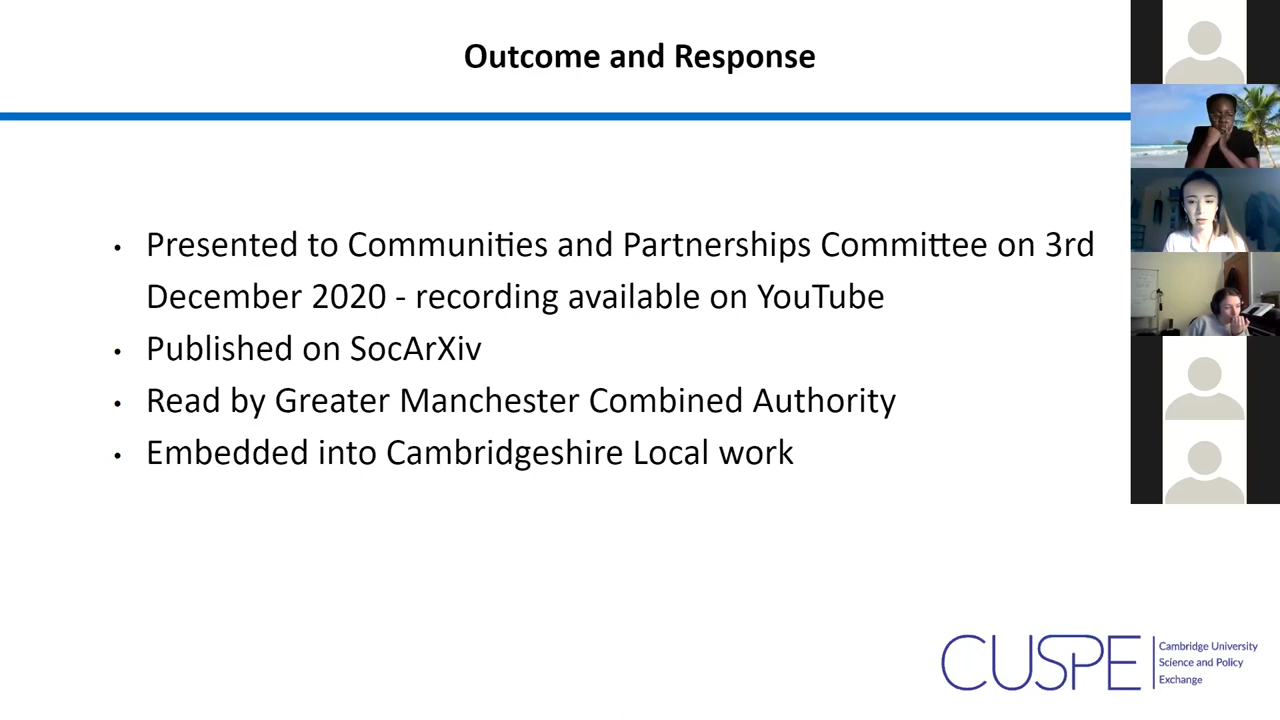 Outcome and Response
• Presented to Communities and Partnerships Committee on 3rd
December 2020 - recording available on YouTube
• Published on SocArXiv
• Read by Greater Manchester Combined Authority
• Embedded into Cambridgeshire Local work
CUSPE
Cambridge University
Science and Policy
Exchange